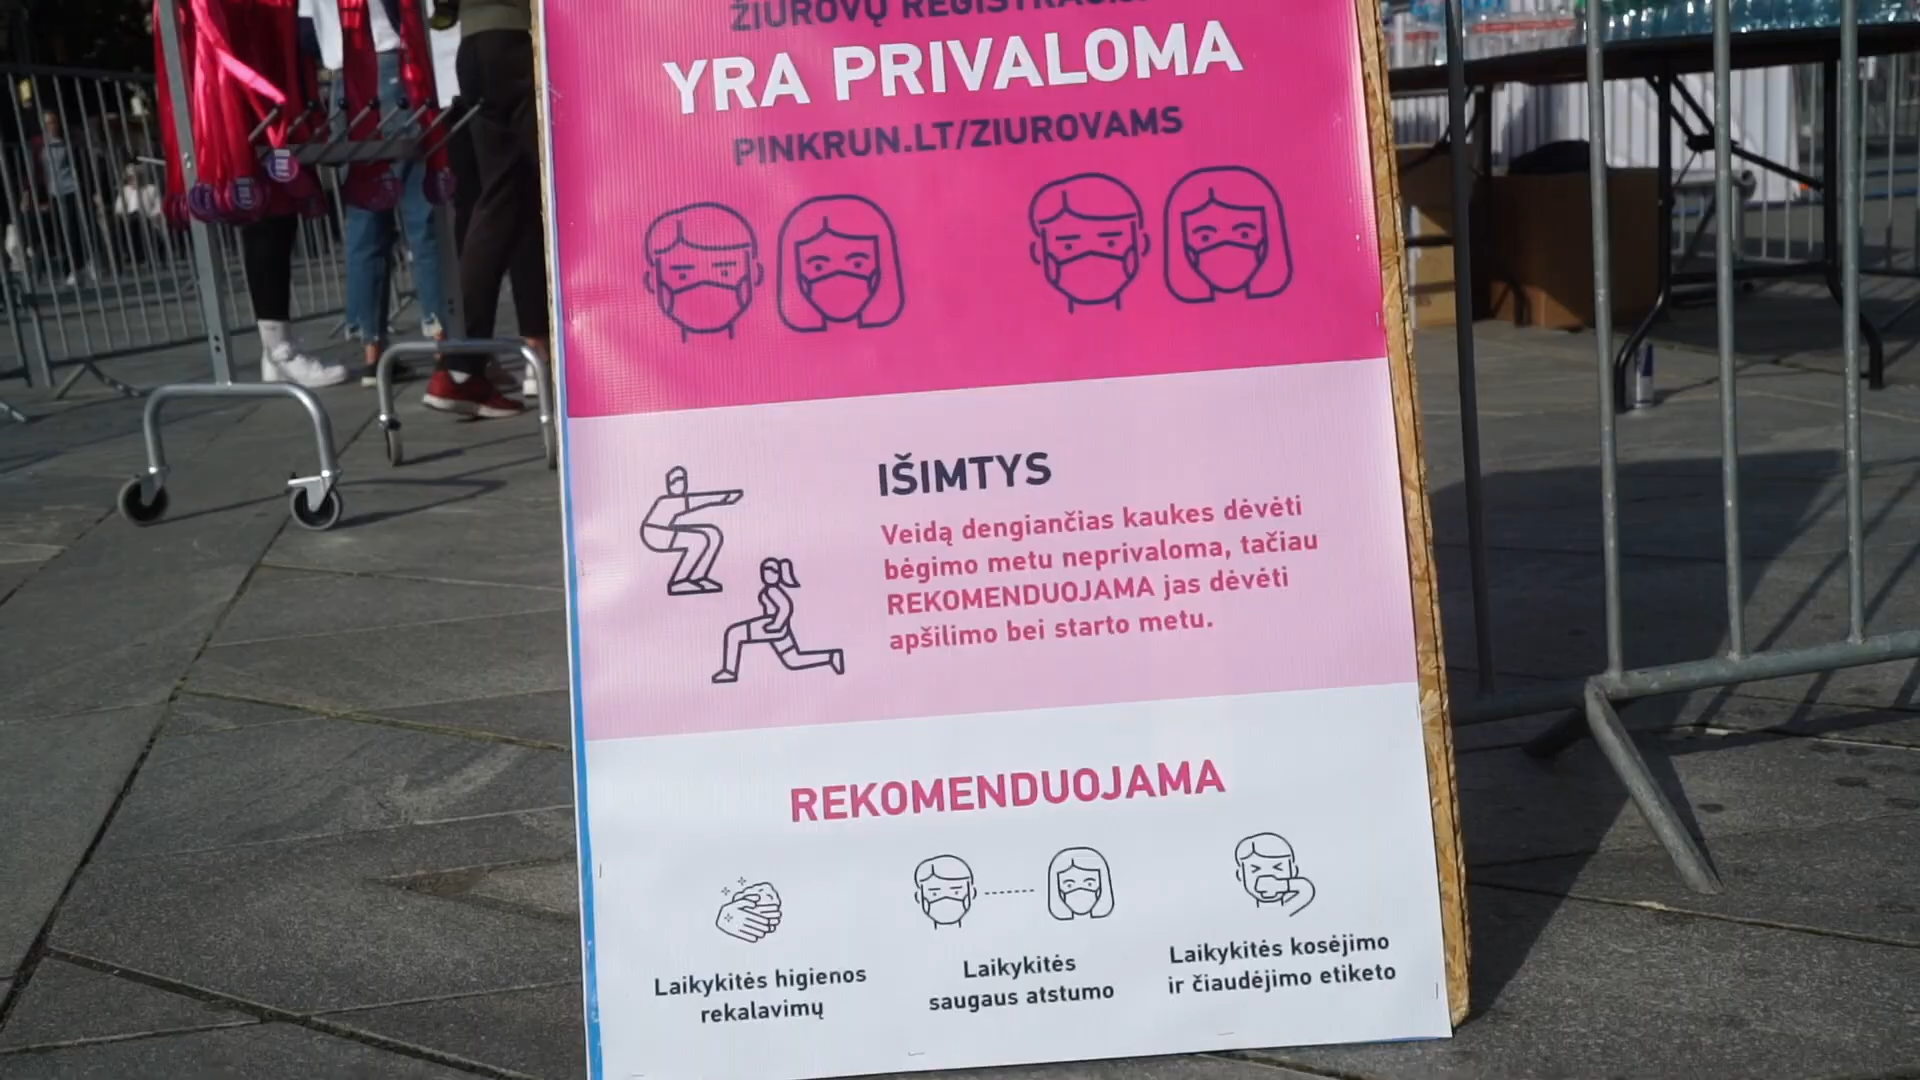 ŽIŪROVŲ
YRA PRIVALOMA
PINKRUN.LT/ZIUROVAMS
IŠIMTYS
Veidą dengiančias kaukes dėvėti
bėgimo metu neprivaloma, tačiau
REKOMENDUOJAMA jas dėvėti
apšilimo bei starto metu.
REKOMENDUOJAMA
Laikykitės higienos
rekalavimų
Laikykitės
saugaus atstumo
Laikykitės kosėjimo
ir čiaudėjimo etiketo